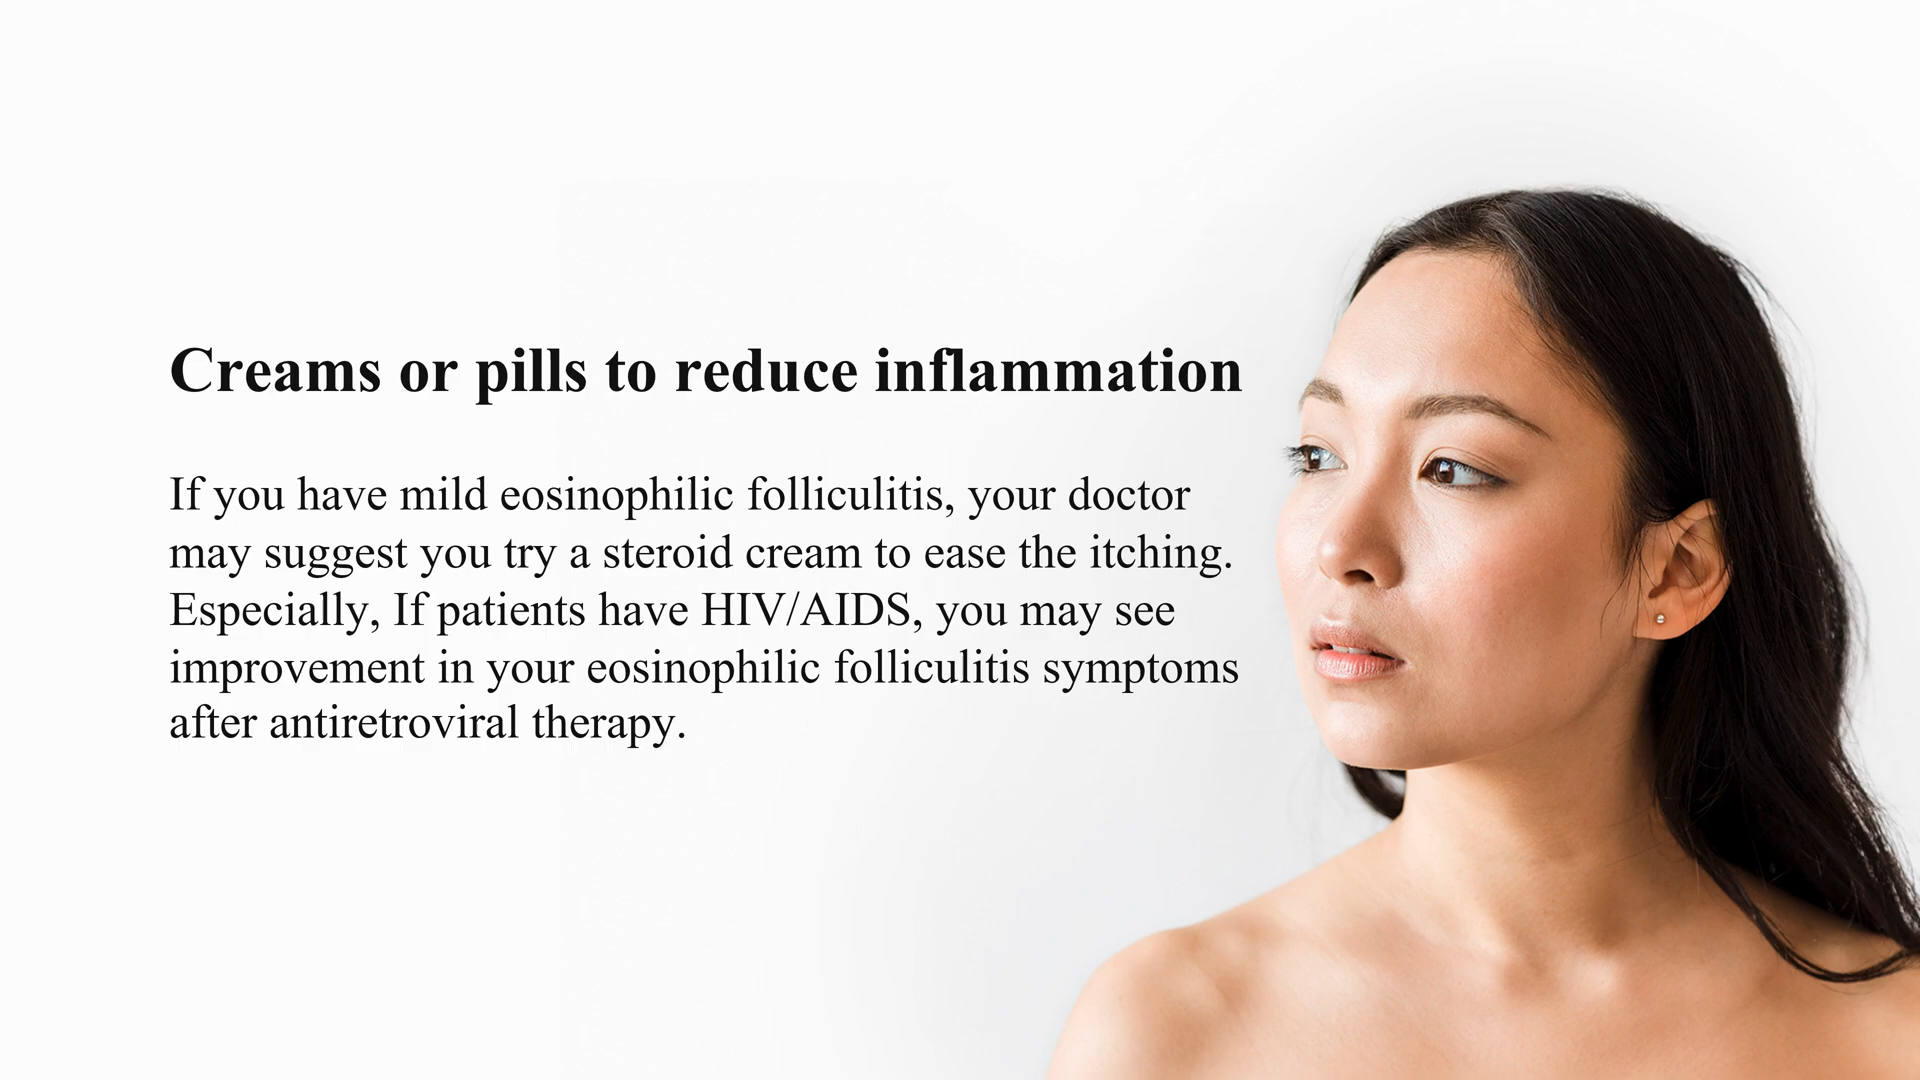 Creams or pills to reduce inflammation
If you have mild eosinophilic folliculitis, your doctor
may suggest you try a steroid cream to ease the itching.
Especially, If patients have HIV/AIDS, you may see
improvement in your eosinophilic folliculitis symptoms
after antiretroviral therapy.